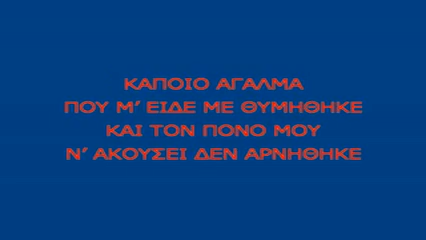 ΚΑΠΟΙΟ ΑΓΑΛΜΑ
ΠΟΥ Μ' ΕΙΔΕ ΜΕ ΘΥΜΗΘΗΚΕ
ΚΑΙ ΤΟΝ ΠΟΝΟ ΜΟΥ
Ν' ΑΚΟΥΣΕΙ ΔΕΝ ΑΡΝΗΘΗΚΕ